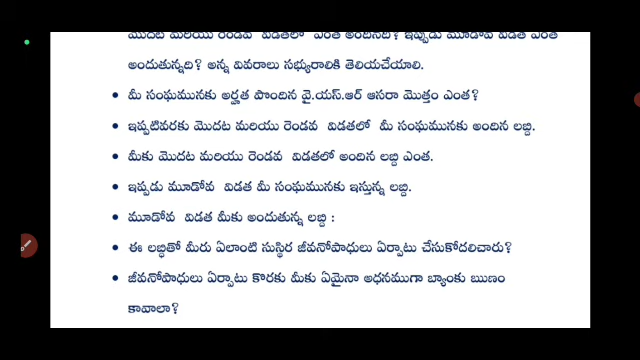 మొదట మరియు రెండవ విడతలో ఎంత అందినది? ఇప్పుడు మూడోవ విడత ఎంత
అందుతున్నది? అన్న వివరాలు సభ్యురాలికి తెలియచేయాలి.
• మీ సంఘమునకు అర్హత పొందిన వై.యస్.ఆర్ ఆసరా మొత్తం ఎంత?
• ఇప్పటివరకు మొదట మరియు రెండవ విడతలో మీ సంఘమునకు అందిన లబ్ది.
• మీకు మొదట మరియు రెండవ విడతలో అందిన లబ్ది ఎంత.
• ఇప్పడు మూడోవ విడత మీ సంఘమునకు ఇస్తున్న లబ్ది.
• మూడోవ విడత మీకు అందుతున్న లబ్ది :
• ఈ లబ్ధితో మీరు ఏలాంటి సుస్థిర జీవనోపాధులు ఏర్పాటు చేసుకోదలిచారు?
• జీవనోపాధులు ఏర్పాటు కొరకు మీకు ఏమైనా అధనముగా బ్యాంకు ఋణం
కావాలా?